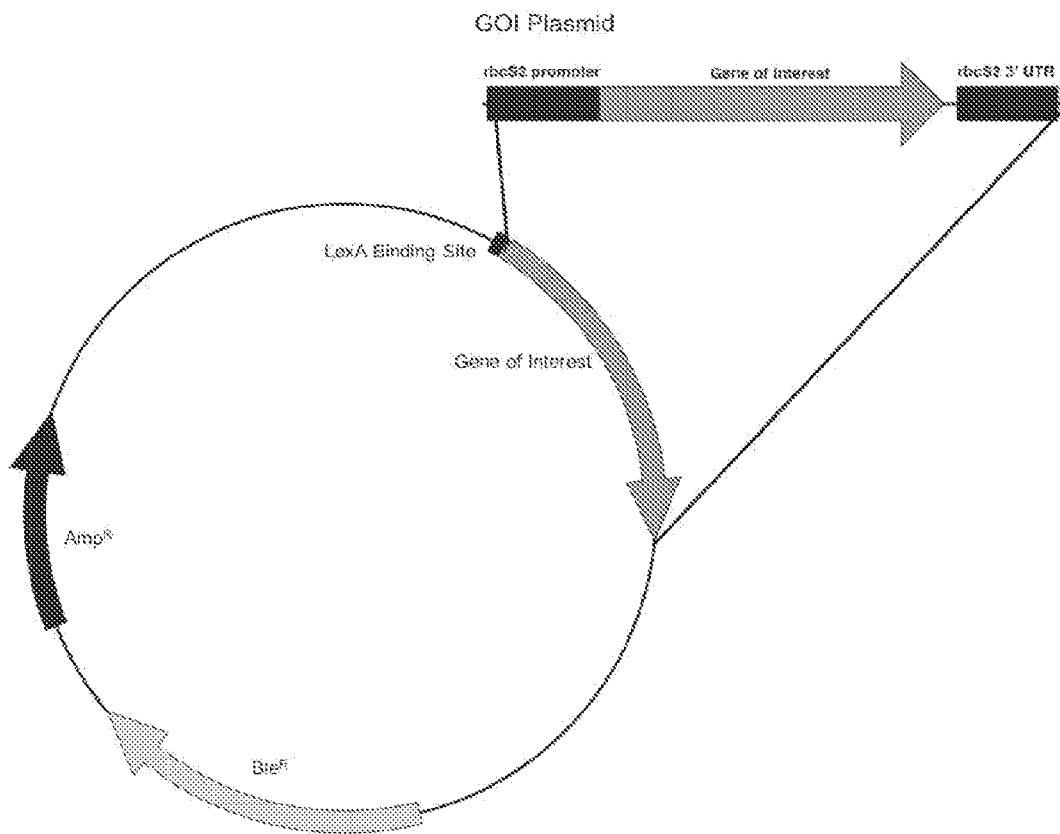 GOI Plasmid
rbcS2 promoter
Gene of Interest
rbcS2 3' UTR
LexA Binding Site
Gene of Interest
Amp^R
Ble^R